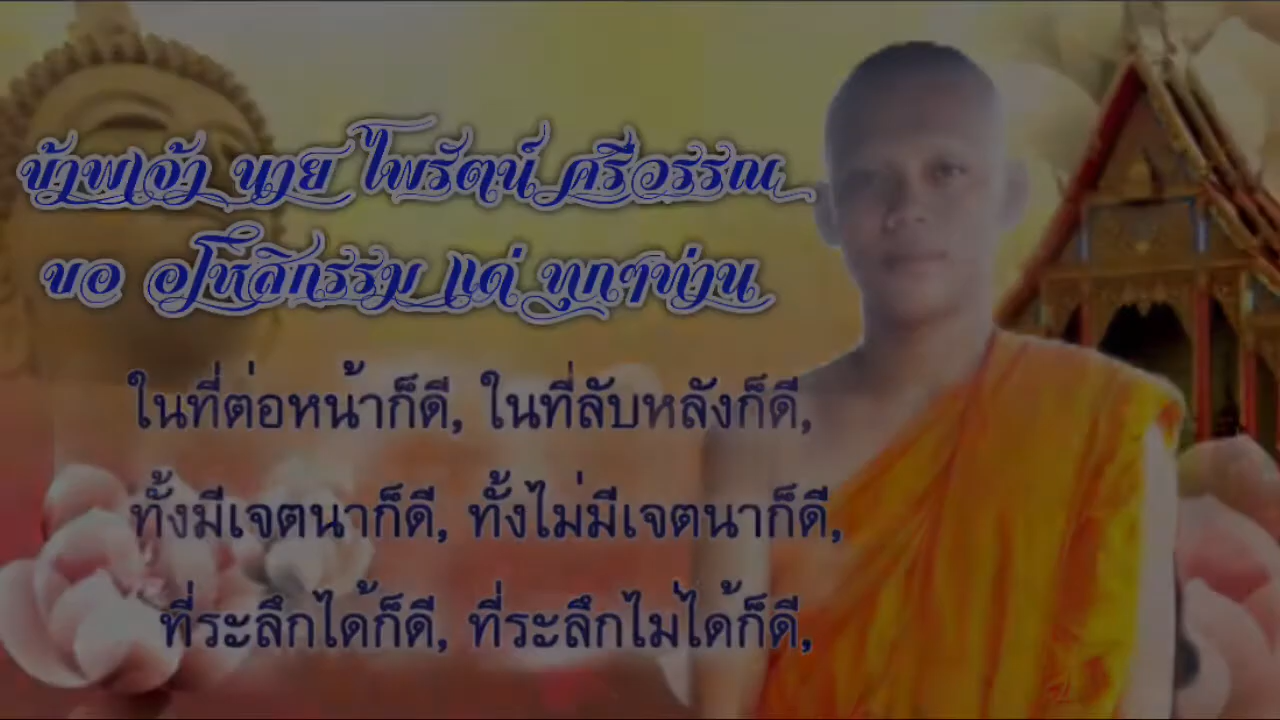 ข้าพเจ้า นาย ไพรัตน์ ศรีอรรณ
ขอ อโหสิกรรม แด่ ทุกๆท่าน
ในที่ต่อหน้าก็ดี, ในที่ลับหลังก็ดี,
ทั้งมีเจตนาก็ดี, ทั้งไม่มีเจตนาก็ดี,
ที่ระลึกได้ก็ดี, ที่ระลึกไม่ได้ก็ดี,